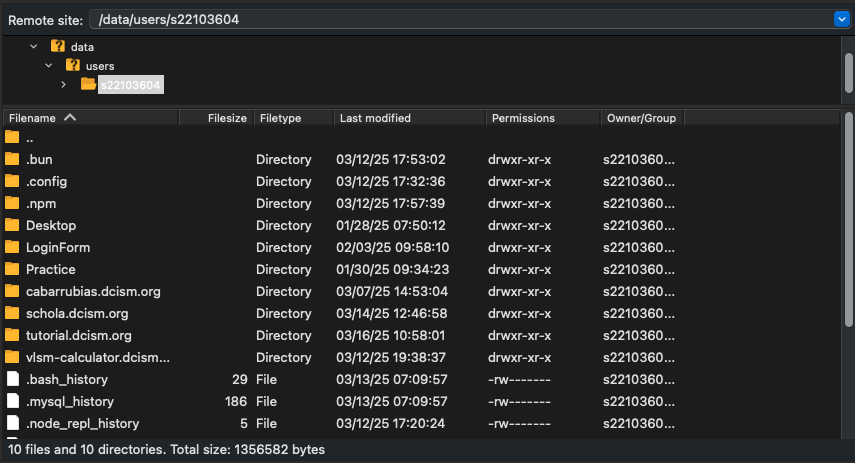 Remote site: /data/users/s22103604
data
users
s22103604
Filename Filesize Filetype Last modified Permissions Owner/Group
..
.bun Directory 03/12/25 17:53:02 drwxr-xr-x s2210360...
.config Directory 03/12/25 17:32:36 drwxr-xr-x s2210360...
.npm Directory 03/12/25 17:57:39 drwxr-xr-x s2210360...
Desktop Directory 01/28/25 07:50:12 drwxr-xr-x s2210360...
LoginForm Directory 02/03/25 09:58:10 drwxr-xr-x s2210360...
Practice Directory 01/30/25 09:34:23 drwxr-xr-x s2210360...
cabarrubias.dcism.org Directory 03/07/25 14:53:04 drwxr-xr-x s2210360...
schola.dcism.org Directory 03/14/25 12:46:58 drwxr-xr-x s2210360...
tutorial.dcism.org Directory 03/16/25 10:58:01 drwxr-xr-x s2210360...
vlsm-calculator.dcism... Directory 03/12/25 19:38:37 drwxr-xr-x s2210360...
.bash_history 29 File 03/13/25 07:09:57 -rw------- s2210360...
.mysql_history 186 File 03/13/25 07:09:57 -rw------- s2210360...
.node_repl_history 5 File 03/12/25 17:20:24 -rw------- s2210360...
10 files and 10 directories. Total size: 1356582 bytes